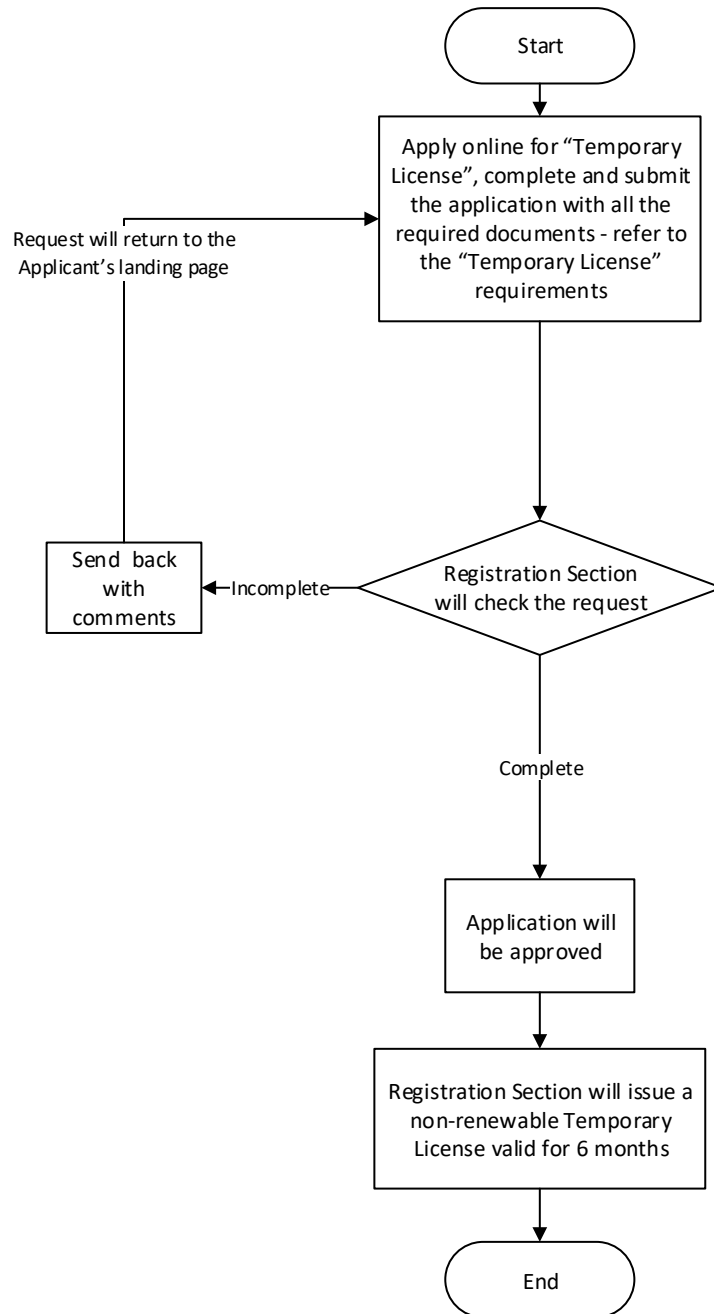 Start
Apply online for “Temporary
License”, complete and submit
the application with all the
required documents - refer to
the “Temporary License”
requirements
Request will return to the
Applicant’s landing page
Send back
with
comments
Incomplete
Registration Section
will check the request
Complete
Application will
be approved
Registration Section will issue a
non-renewable Temporary
License valid for 6 months
End